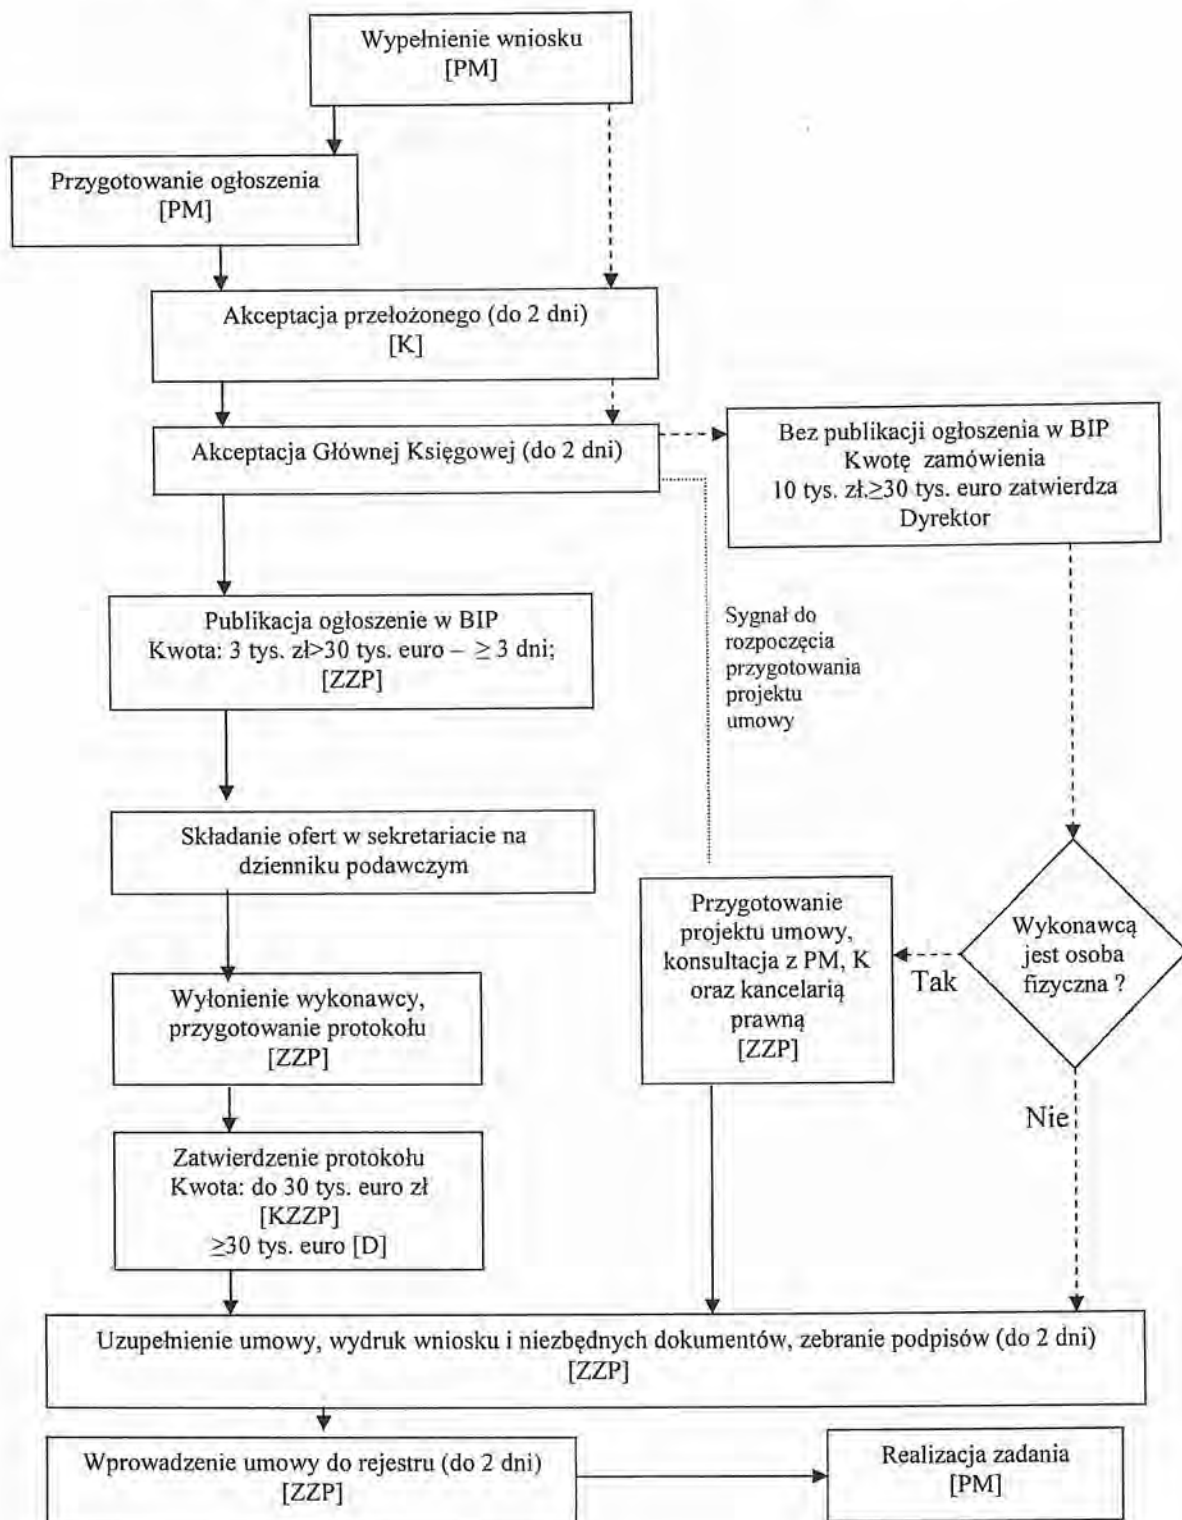 Wypełnienie wniosku
[PM]
Przygotowanie ogłoszenia
[PM]
Akceptacja przełożonego (do 2 dni)
[K]
Akceptacja Głównej Księgowej (do 2 dni)
Bez publikacji ogłoszenia w BIP
Kwotę zamówienia
10 tys. zł.≥30 tys. euro zatwierdza
Dyrektor
Publikacja ogłoszenie w BIP
Kwota: 3 tys. zł>30 tys. euro – ≥ 3 dni;
[ZZP]
Sygnał do
rozpoczęcia
przygotowania
projektu
umowy
Składanie ofert w sekretariacie na
dzienniku podawczym
Przygotowanie
projektu umowy,
konsultacja z PM, K
oraz kancelarią
prawną
[ZZP]
Tak
Wykonawcą
jest osoba
fizyczna ?
Nie
Wyłonienie wykonawcy,
przygotowanie protokołu
[ZZP]
Zatwierdzenie protokołu
Kwota: do 30 tys. euro zł
[KZZP]
≥30 tys. euro [D]
Uzupełnienie umowy, wydruk wniosku i niezbędnych dokumentów, zebranie podpisów (do 2 dni)
[ZZP]
Wprowadzenie umowy do rejestru (do 2 dni)
[ZZP]
Realizacja zadania
[PM]